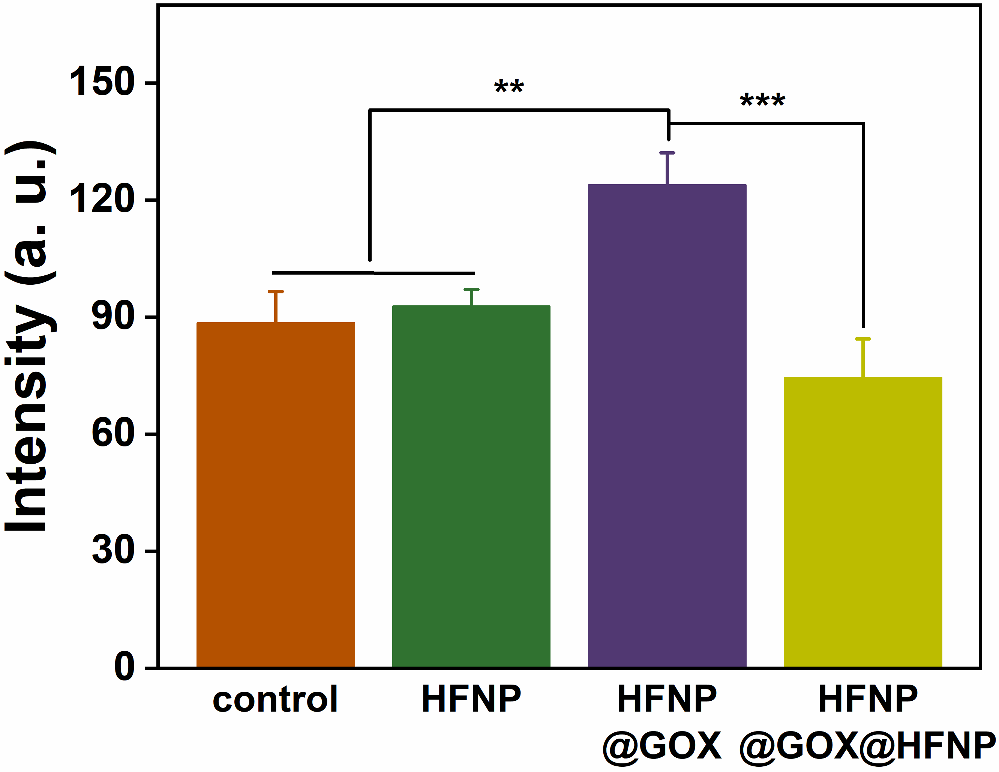 Intensity (a. u.)
150
120
90
60
30
0
**
***
control
HFNP
HFNP
@GOX
HFNP
@GOX@HFNP